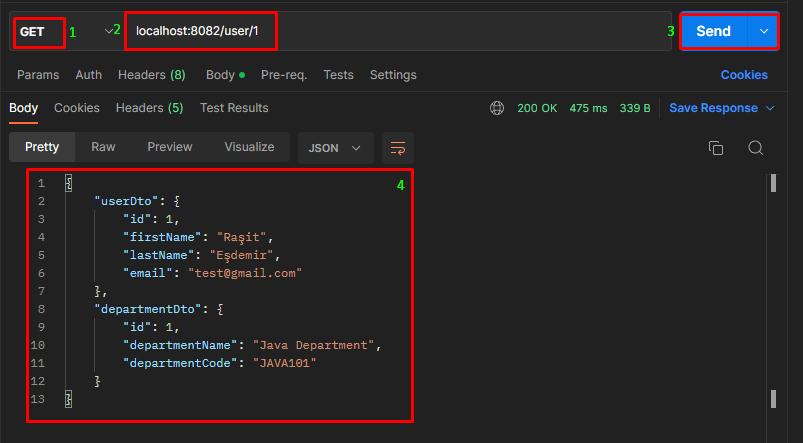 GET 1 2 localhost:8082/user/1 3 Send
Params Auth Headers (8) Body Pre-req. Tests Settings Cookies
Body Cookies Headers (5) Test Results 200 OK 475 ms 339 B Save Response
Pretty Raw Preview Visualize JSON
1 { 4
2 "userDto": {
3 "id": 1,
4 "firstName": "Raşit",
5 "lastName": "Eşdemir",
6 "email": "test@gmail.com"
7 },
8 "departmentDto": {
9 "id": 1,
10 "departmentName": "Java Department",
11 "departmentCode": "JAVA101"
12 }
13 }